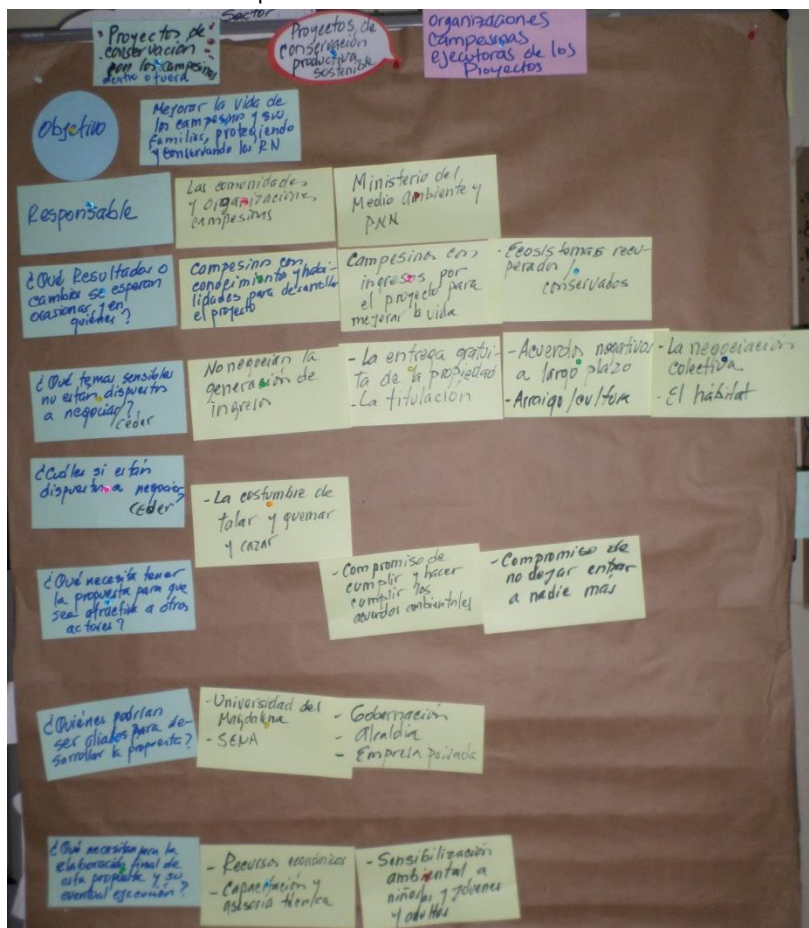 Sector
• Proyectos de
conservación
con los campesinos
dentro o fuera
Proyectos de
conservación
productiva
sostenible
organizaciones
campesinas
ejecutoras de los
Proyectos
Objetivo
Mejorar la vida de
los campesino y sus
familias, protegiendo
y conservando los RN
Responsable
Las comunidades
y organizaciones
campesinas
Ministerio del
Medio Ambiente y
PNN
¿Qué Resultados o
cambios se esperan
ocasionar y en
quiénes?
Campesinos con
conocimiento y habi-
lidades para desarrollar
el proyecto
Campesinos con
ingresos por
el proyecto para
mejorar la vida
- Ecosistemas recu-
perados /
conservados
¿Qué temas sensibles
no están dispuestos
a negociar?
ceder
No negocian la
generación de
ingresos
- La entrega gratui-
ta de la propiedad
- La titulación
- Acuerdos negativos
a largo plazo
- Arraigo / cultura
- La negociación
colectiva
- El hábitat
¿Cuáles si están
dispuestos a negociar?
ceder
- La costumbre de
talar y quemar
y cazar
¿Qué necesita tener
la propuesta para que
sea atractiva a otros
actores?
- Compromiso de
cumplir y hacer
cumplir los
acuerdos ambientales
- Compromiso de
no dejar entrar
a nadie mas
¿Quiénes podrían
ser aliados para de-
sarrollar la propuesta?
- Universidad del
Magdalena
- SENA
- Gobernación
- Alcaldía
- Empresa privada
¿Qué necesitan para la
elaboración final de
esta propuesta y su
eventual ejecución?
- Recursos económicos
- Capacitación y
asesoría técnica
- Sensibilización
ambiental a
niños/as y jóvenes
y adultos